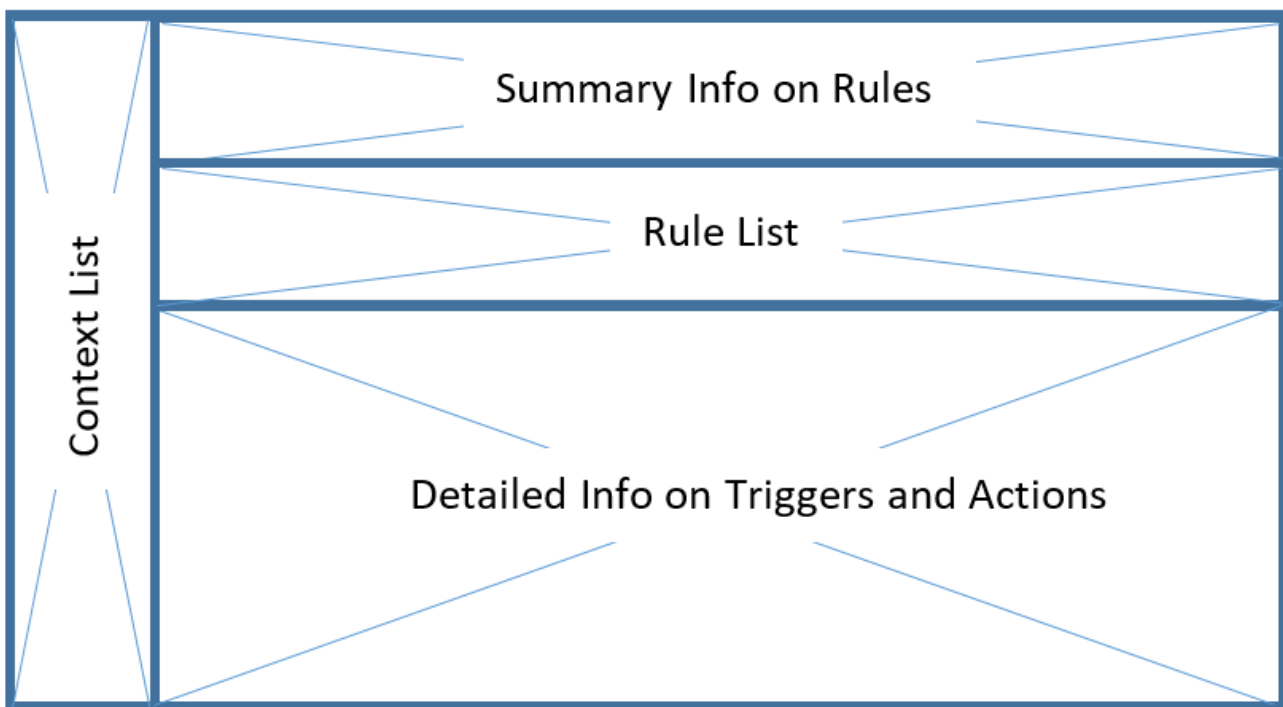 Summary Info on Rules
Rule List
Context List
Detailed Info on Triggers and Actions